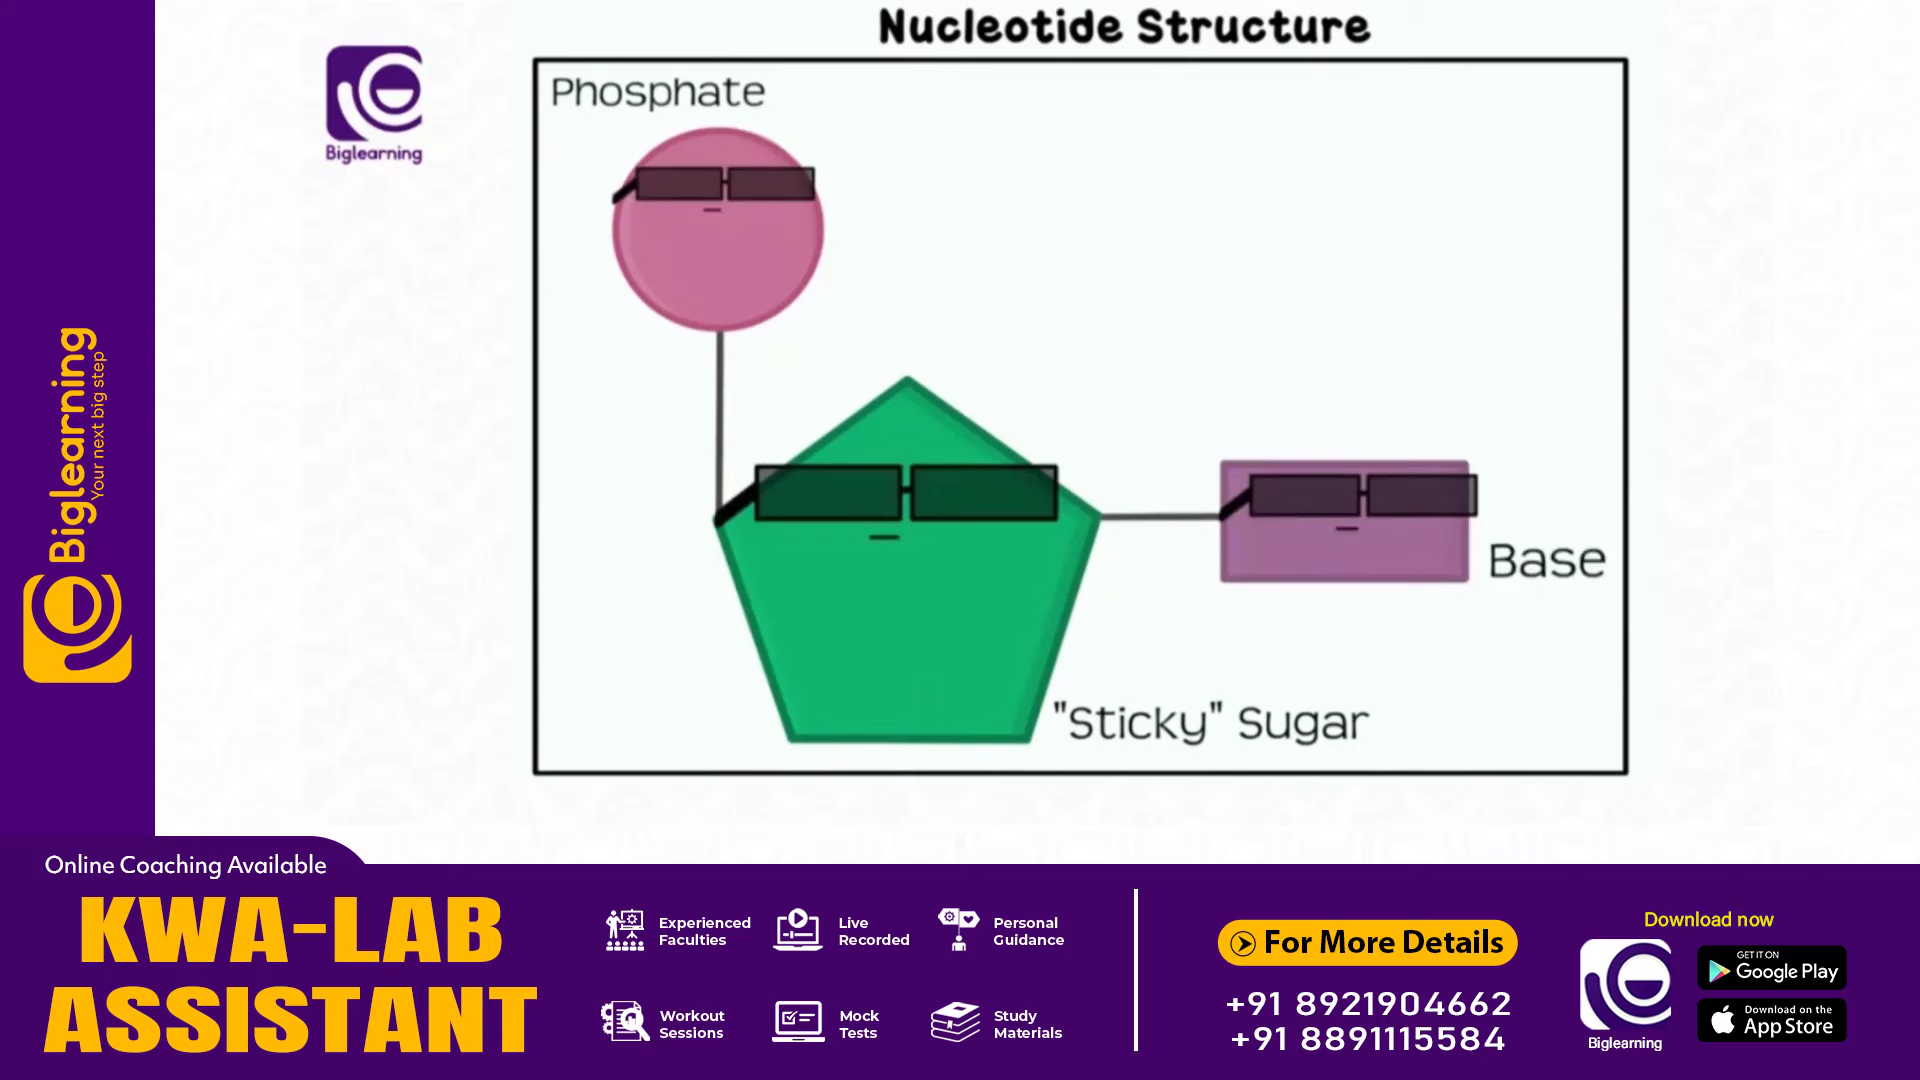 Nucleotide Structure
Phosphate
Biglearning
Base
"Sticky" Sugar
Biglearning
Your next big step
Online Coaching Available
KWA-LAB
ASSISTANT
Experienced
Faculties
Live
Recorded
Personal
Guidance
Workout
Sessions
Mock
Tests
Study
Materials
For More Details
+91 8921904662
+91 8891115584
Download now
Biglearning
GET IT ON
Google Play
Download on the
App Store